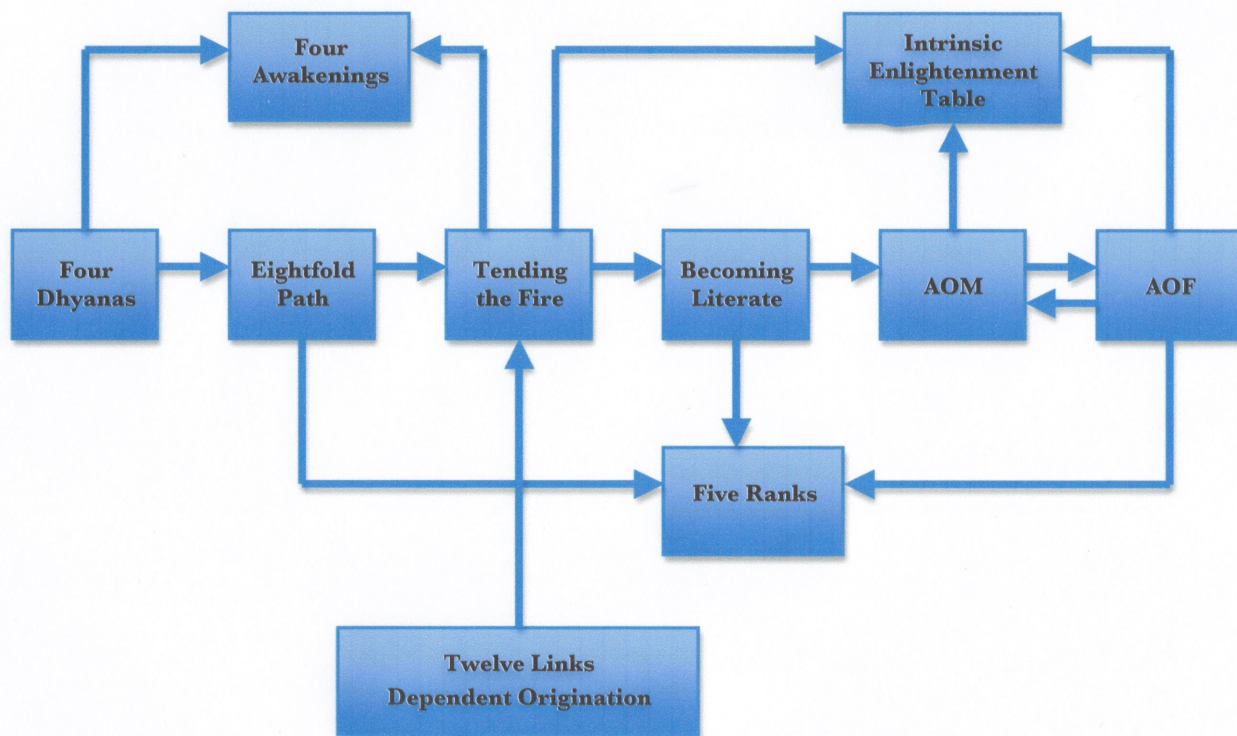 Four
Awakenings
Intrinsic
Enlightenment
Table
Four
Dhyanas
Eightfold
Path
Tending
the Fire
Becoming
Literate
AOM
AOF
Five Ranks
Twelve Links
Dependent Origination